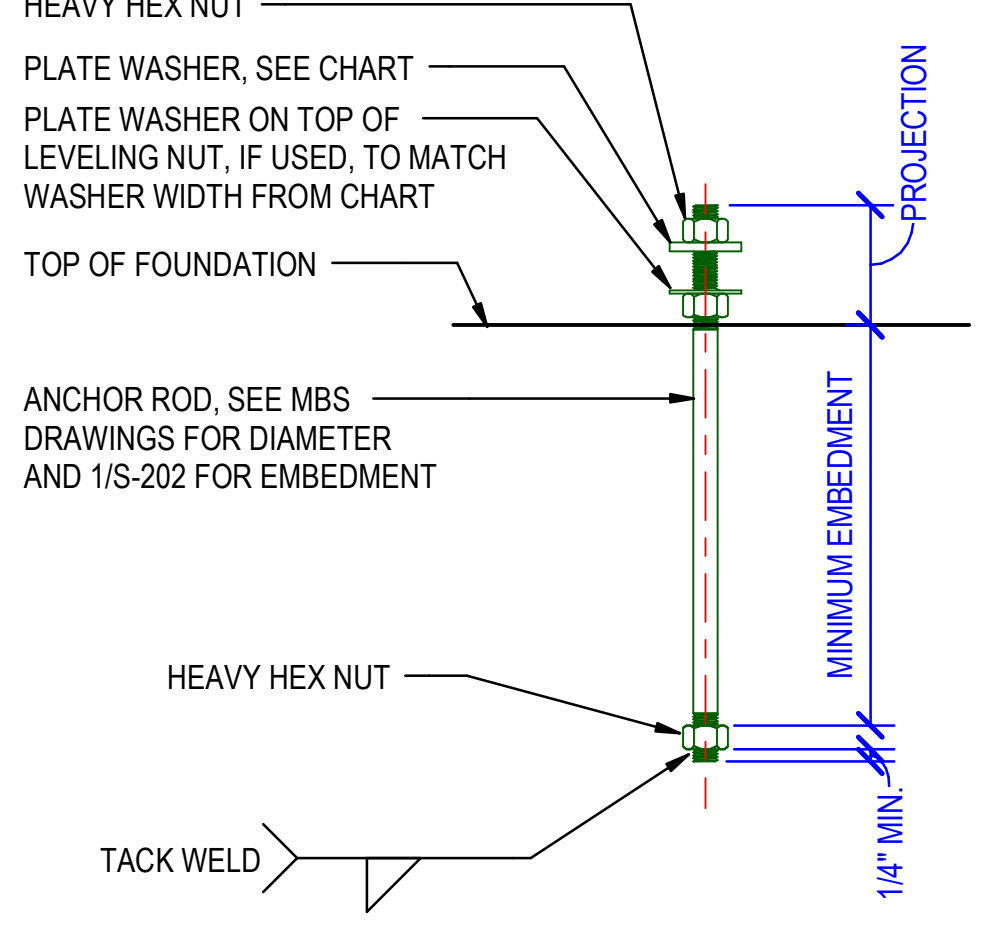 HEAVY HEX NUT
PLATE WASHER, SEE CHART
PLATE WASHER ON TOP OF
LEVELING NUT, IF USED, TO MATCH
WASHER WIDTH FROM CHART
TOP OF FOUNDATION
ANCHOR ROD, SEE MBS
DRAWINGS FOR DIAMETER
AND 1/S-202 FOR EMBEDMENT
HEAVY HEX NUT
TACK WELD
PROJECTION
MINIMUM EMBEDMENT
1/4" MIN.